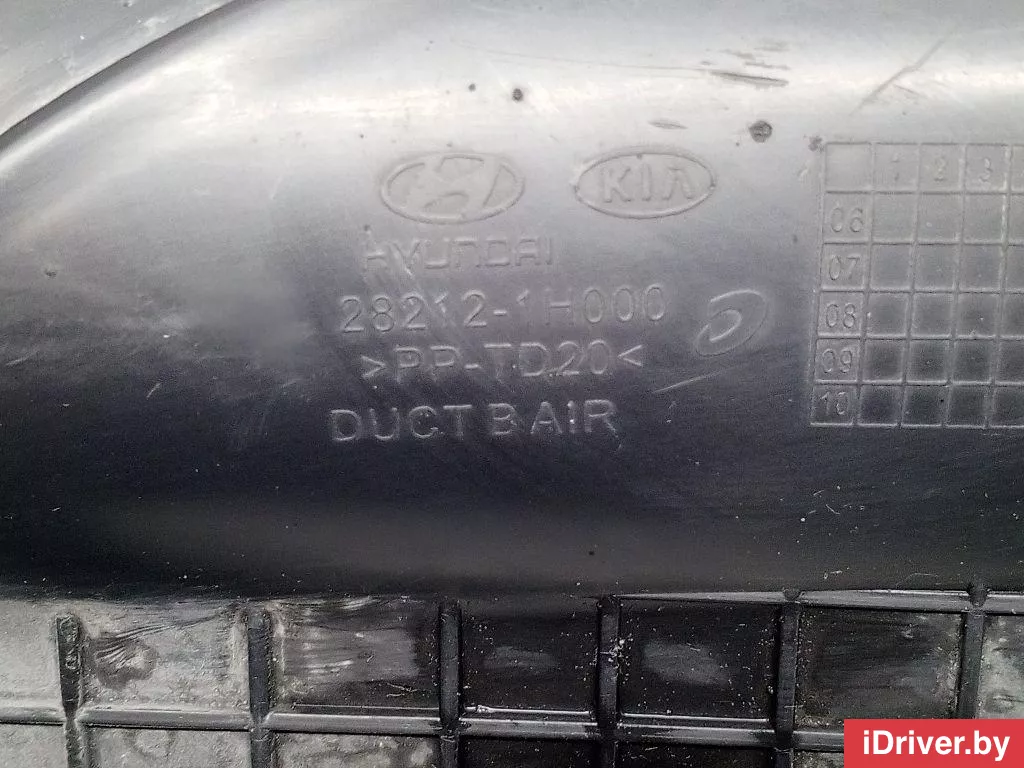 KIA
HYUNDAI
28212-1H000
>PP-TD20<
DUCT B AIR
1 2 3
06
07
08
09
10
iDriver.by